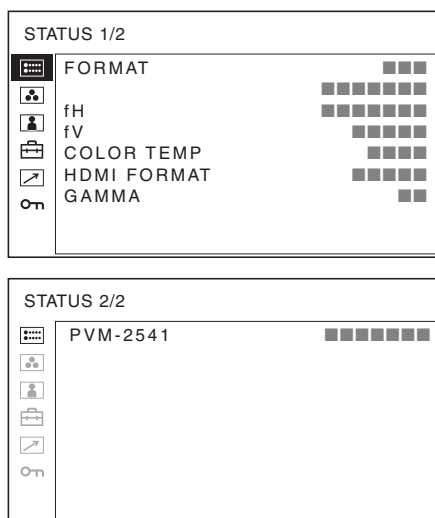 STATUS 1/2
FORMAT ■■■
■■■■■■■
fH ■■■■■■■
fV ■■■■■
COLOR TEMP ■■■■
HDMI FORMAT ■■■■■
GAMMA ■■
STATUS 2/2
PVM-2541 ■■■■■■■